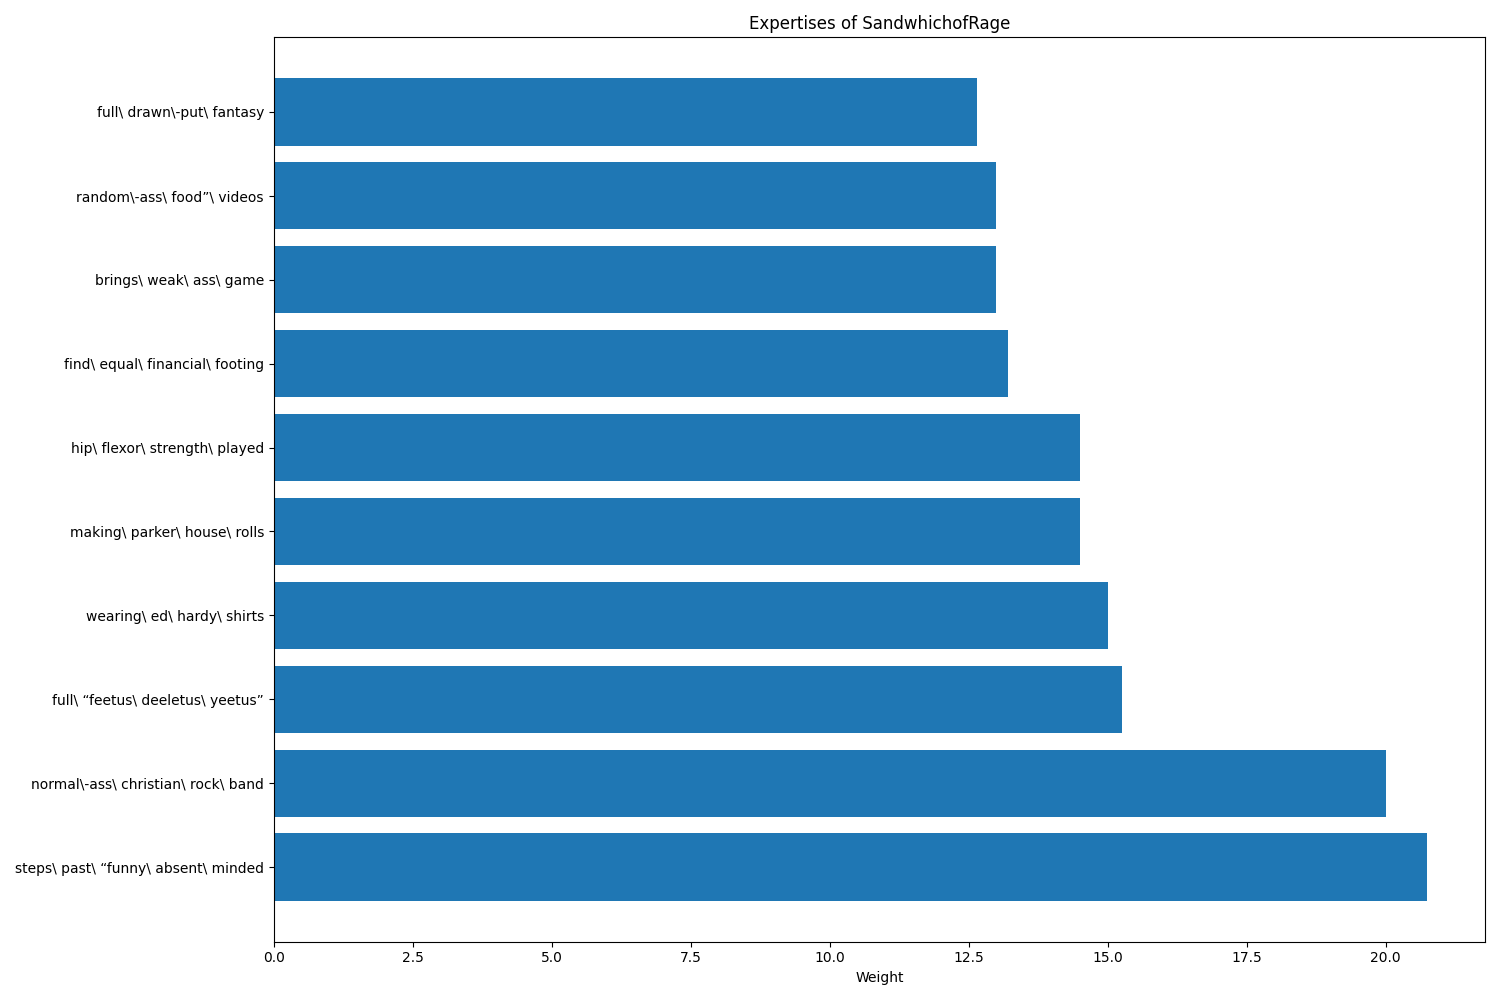 Expertises of SandwhichofRage
full\ drawn\-put\ fantasy
random\-ass\ food”\ videos
brings\ weak\ ass\ game
find\ equal\ financial\ footing
hip\ flexor\ strength\ played
making\ parker\ house\ rolls
wearing\ ed\ hardy\ shirts
full\ “feetus\ deeletus\ yeetus”
normal\-ass\ christian\ rock\ band
steps\ past\ “funny\ absent\ minded
0.0 2.5 5.0 7.5 10.0 12.5 15.0 17.5 20.0
Weight